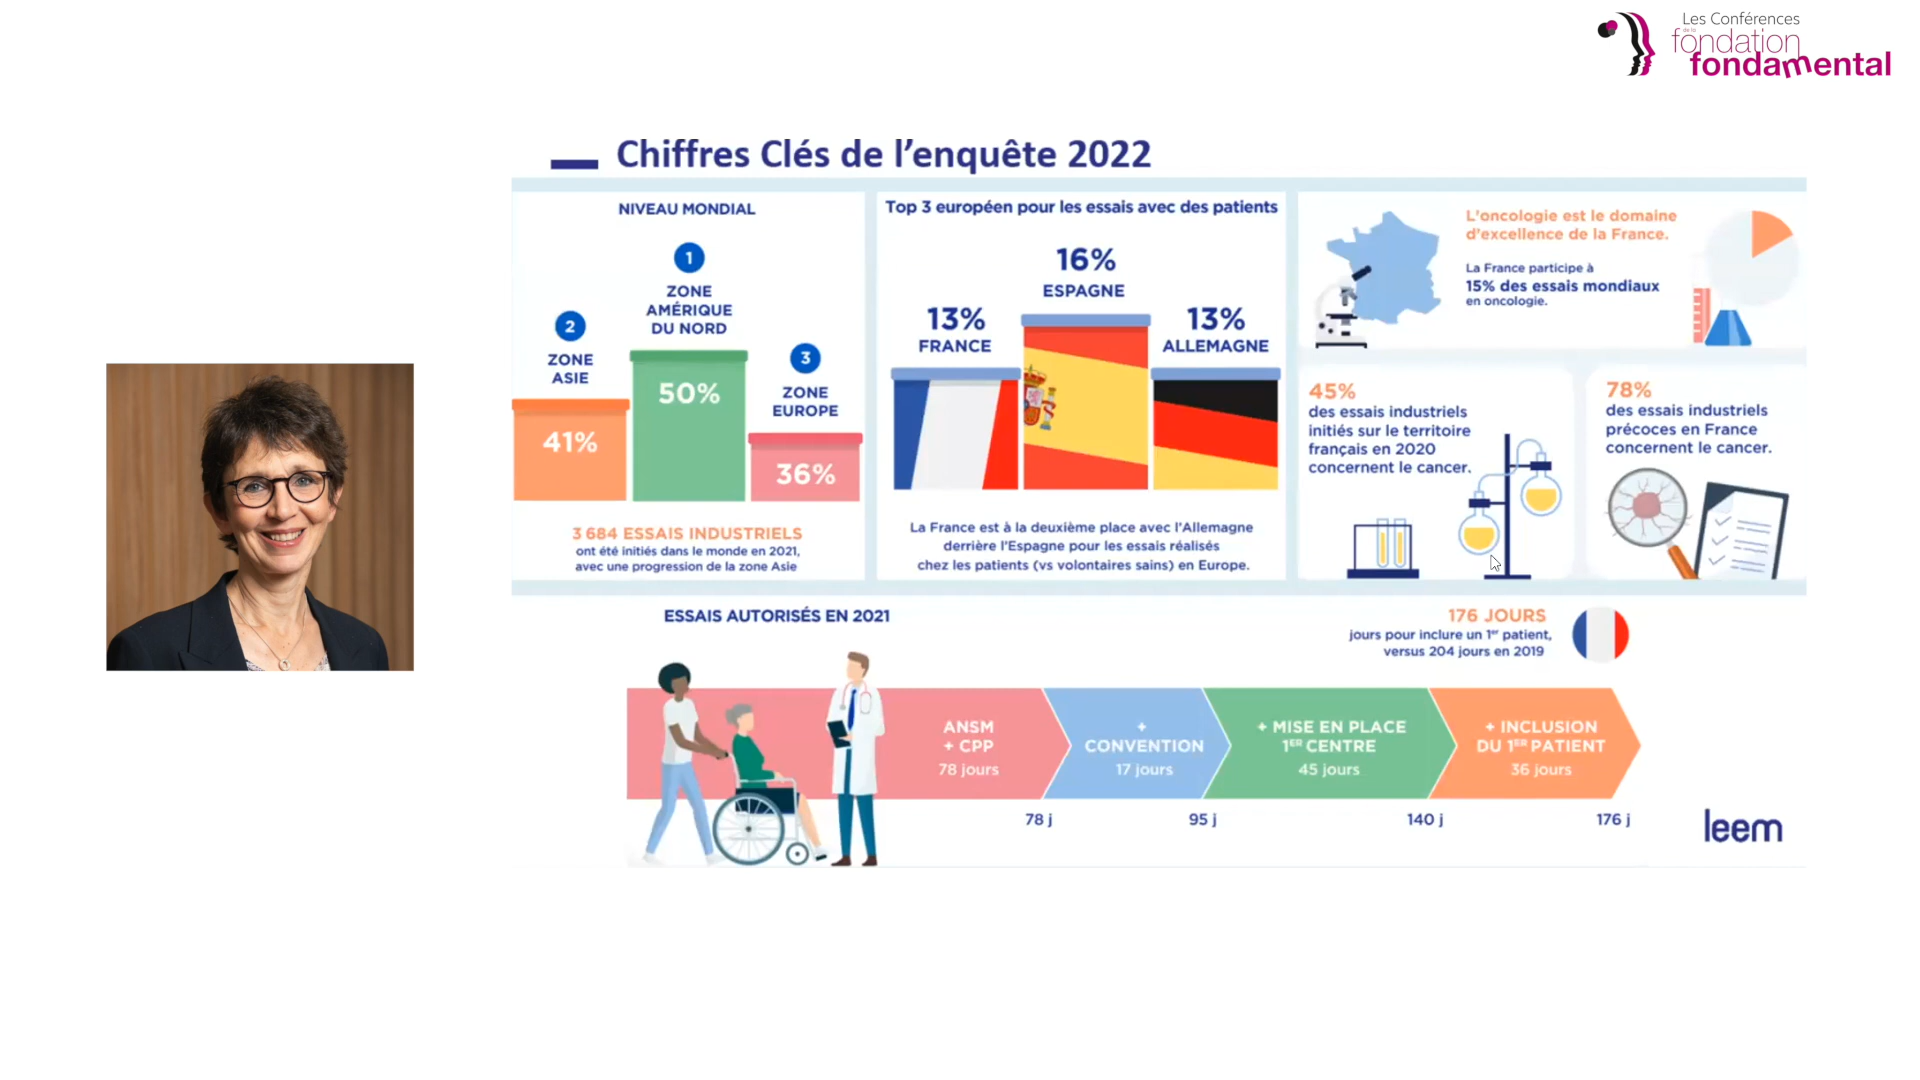 Les Conférences
de la
fondation
fondamental
Chiffres Clés de l’enquête 2022
NIVEAU MONDIAL
1
ZONE
AMÉRIQUE
DU NORD
50%
2
ZONE
ASIE
41%
3
ZONE
EUROPE
36%
3 684 ESSAIS INDUSTRIELS
ont été initiés dans le monde en 2021,
avec une progression de la zone Asie
Top 3 européen pour les essais avec des patients
16%
ESPAGNE
13%
FRANCE
13%
ALLEMAGNE
La France est à la deuxième place avec l’Allemagne
derrière l’Espagne pour les essais réalisés
chez les patients (vs volontaires sains) en Europe.
L’oncologie est le domaine
d’excellence de la France.
La France participe à
15% des essais mondiaux
en oncologie.
45%
des essais industriels
initiés sur le territoire
français en 2020
concernent le cancer.
78%
des essais industriels
précoces en France
concernent le cancer.
ESSAIS AUTORISÉS EN 2021
176 JOURS
jours pour inclure un 1er patient,
versus 204 jours en 2019
ANSM
+ CPP
78 jours
+
CONVENTION
17 jours
+ MISE EN PLACE
1ER CENTRE
45 jours
+ INCLUSION
DU 1ER PATIENT
36 jours
78 j
95 j
140 j
176 j
leem